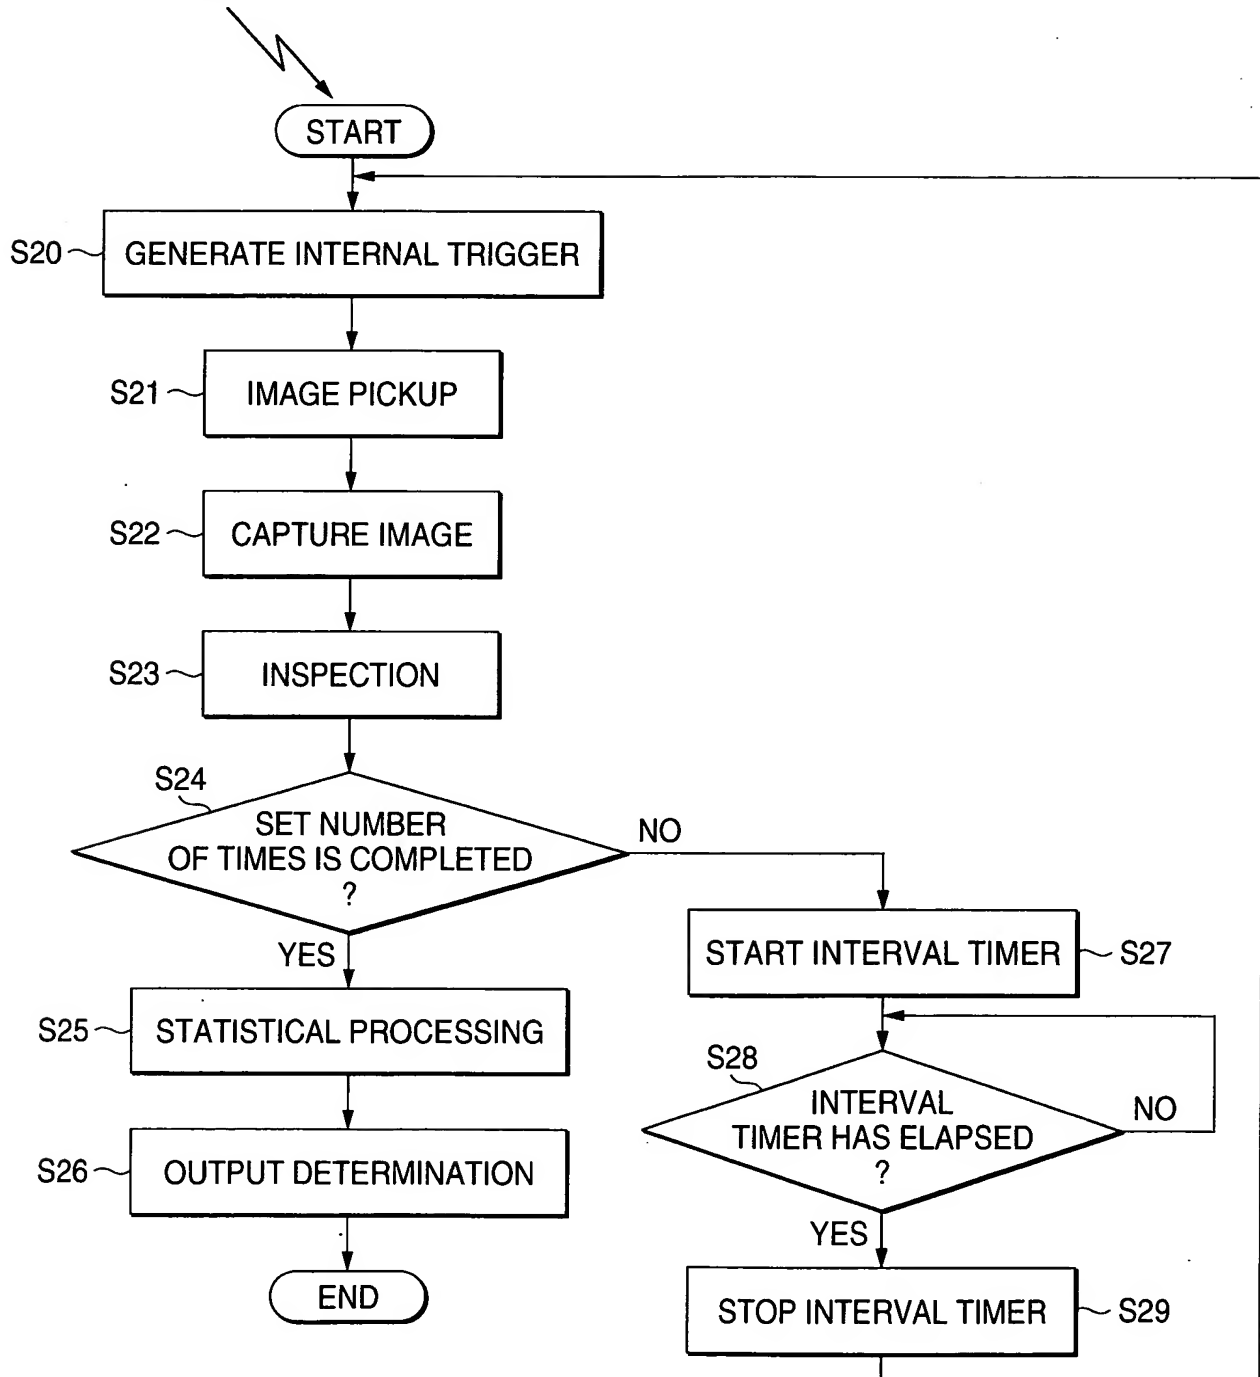 START
S20
GENERATE INTERNAL TRIGGER
S21
IMAGE PICKUP
S22
CAPTURE IMAGE
S23
INSPECTION
S24
SET NUMBER
OF TIMES IS COMPLETED
?
NO
YES
S25
STATISTICAL PROCESSING
S26
OUTPUT DETERMINATION
END
START INTERVAL TIMER
S27
S28
INTERVAL
TIMER HAS ELAPSED
?
NO
YES
STOP INTERVAL TIMER
S29